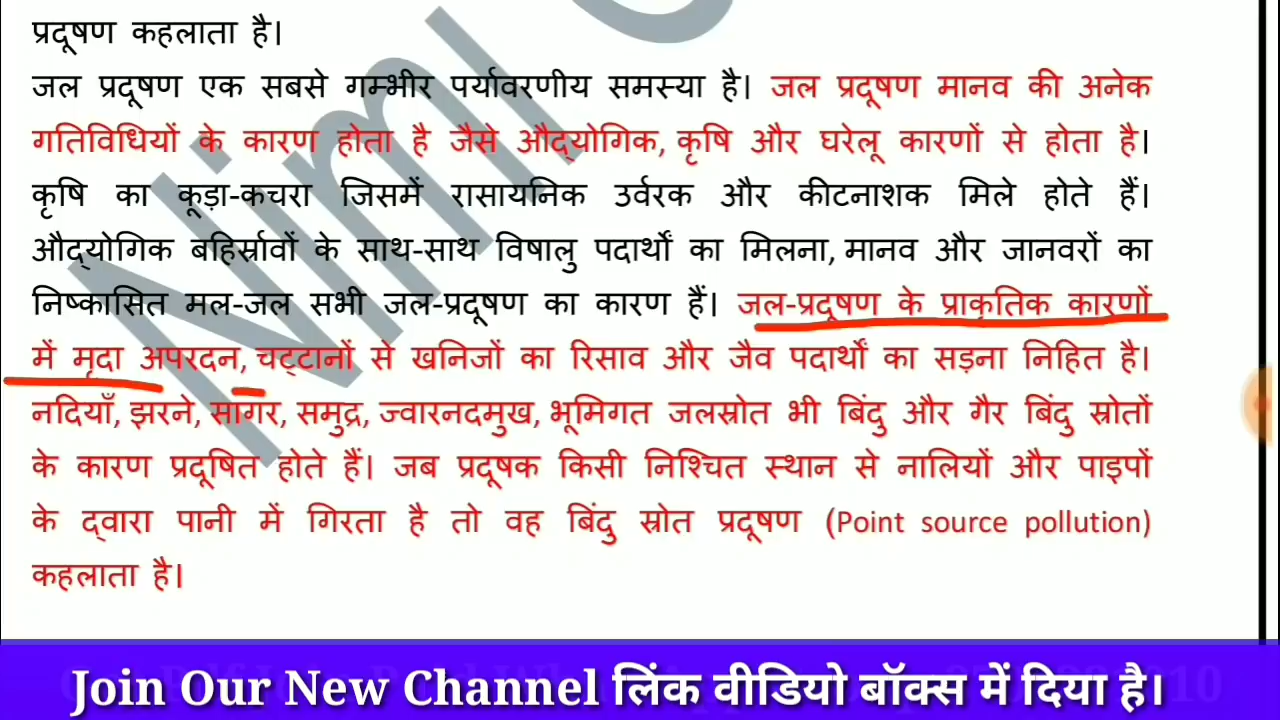 प्रदूषण कहलाता है।
जल प्रदूषण एक सबसे गम्भीर पर्यावरणीय समस्या है। जल प्रदूषण मानव की अनेक
गतिविधियों के कारण होता है जैसे औद्योगिक, कृषि और घरेलू कारणों से होता है।
कृषि का कूड़ा-कचरा जिसमें रासायनिक उर्वरक और कीटनाशक मिले होते हैं।
औद्योगिक बहिर्स्रावों के साथ-साथ विषालु पदार्थों का मिलना, मानव और जानवरों का
निष्कासित मल-जल सभी जल-प्रदूषण का कारण हैं। जल-प्रदूषण के प्राकृतिक कारणों
में मृदा अपरदन, चट्टानों से खनिजों का रिसाव और जैव पदार्थों का सड़ना निहित है।
नदियाँ, झरने, सागर, समुद्र, ज्वारनदमुख, भूमिगत जलस्रोत भी बिंदु और गैर बिंदु स्रोतों
के कारण प्रदूषित होते हैं। जब प्रदूषक किसी निश्चित स्थान से नालियों और पाइपों
के द्वारा पानी में गिरता है तो वह बिंदु स्रोत प्रदूषण (Point source pollution)
कहलाता है।
Join Our New Channel लिंक वीडियो बॉक्स में दिया है।